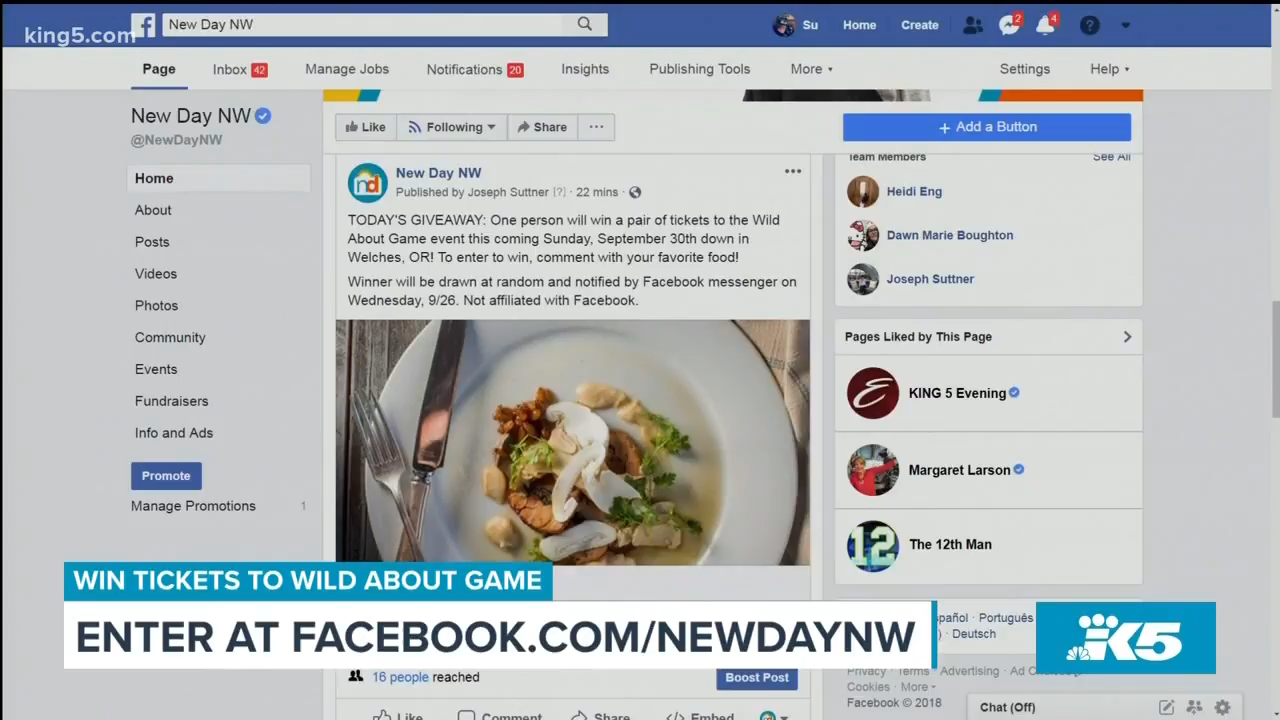 king5.com
f
New Day NW
Su
Home
Create
2
4
?
Page
Inbox 42
Manage Jobs
Notifications 20
Insights
Publishing Tools
More
Settings
Help
New Day NW
@NewDayNW
Home
About
Posts
Videos
Photos
Community
Events
Fundraisers
Info and Ads
Promote
Manage Promotions 1
Like
Following
Share
...
+ Add a Button
nd
New Day NW
Published by Joseph Suttner [?] · 22 mins ·
TODAY'S GIVEAWAY: One person will win a pair of tickets to the Wild
About Game event this coming Sunday, September 30th down in
Welches, OR! To enter to win, comment with your favorite food!
Winner will be drawn at random and notified by Facebook messenger on
Wednesday, 9/26. Not affiliated with Facebook.
Team Members
See All
Heidi Eng
Dawn Marie Boughton
Joseph Suttner
Pages Liked by This Page
E
KING 5 Evening
Margaret Larson
12
The 12th Man
WIN TICKETS TO WILD ABOUT GAME
ENTER AT FACEBOOK.COM/NEWDAYNW
K5
16 people reached
Boost Post
Like
Comment
Share
Embed
pañol · Português
) · Deutsch
Privacy · Terms · Advertising · Ad
Cookies · More
Facebook © 2018
Chat (Off)